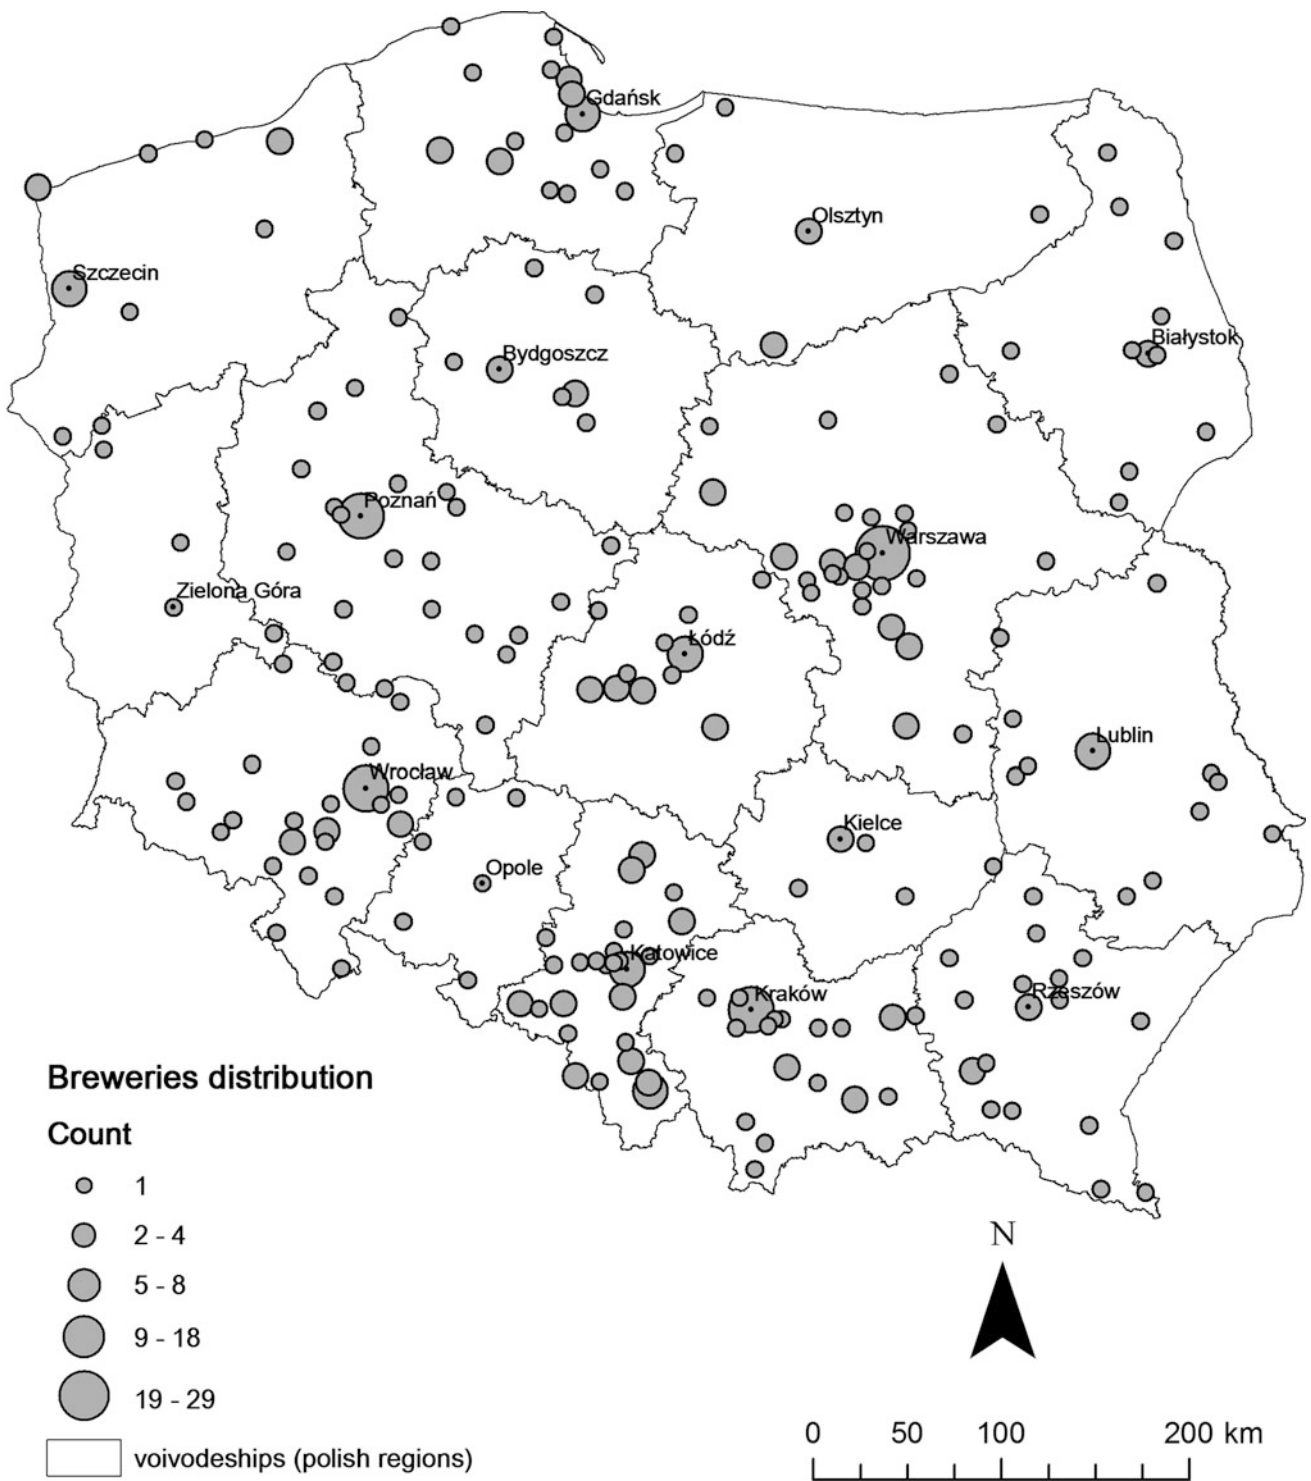 Gdańsk
Olsztyn
Szczecin
Białystok
Bydgoszcz
Poznań
Warszawa
Zielona Góra
Łódź
Lublin
Wrocław
Kielce
Opole
Katowice
Kraków
Rzeszów
Breweries distribution
Count
1
2 - 4
5 - 8
9 - 18
19 - 29
voivodeships (polish regions)
N
0 50 100 200 km